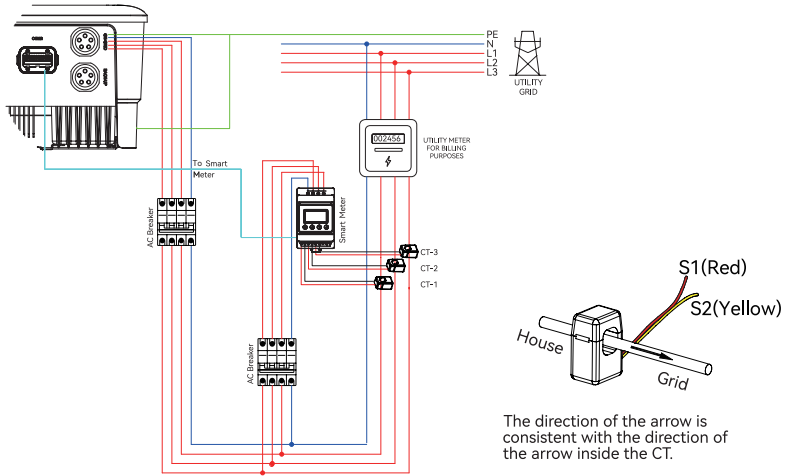 COM
BACKUP
PE
N
L1
L2
L3
UTILITY
GRID
002456
UTILITY METER
FOR BILLING
PURPOSES
To Smart
Meter
AC Breaker
Smart Meter
CT-3
CT-2
CT-1
AC Breaker
S1(Red)
S2(Yellow)
House
Grid
The direction of the arrow is
consistent with the direction of
the arrow inside the CT.